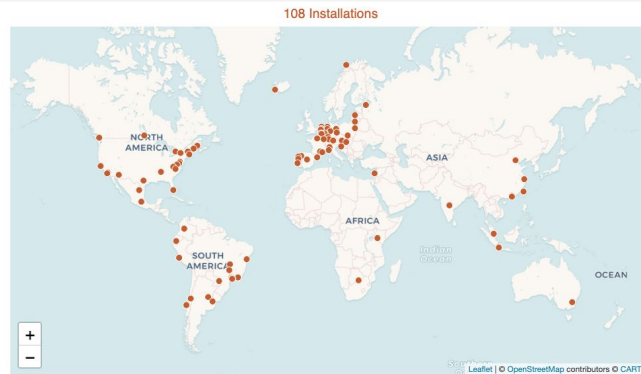 108 Installations
NORTH
AMERICA
ASIA
AFRICA
Indian
Ocean
SOUTH
AMERICA
OCEAN
+
−
Leaflet | © OpenStreetMap contributors © CART